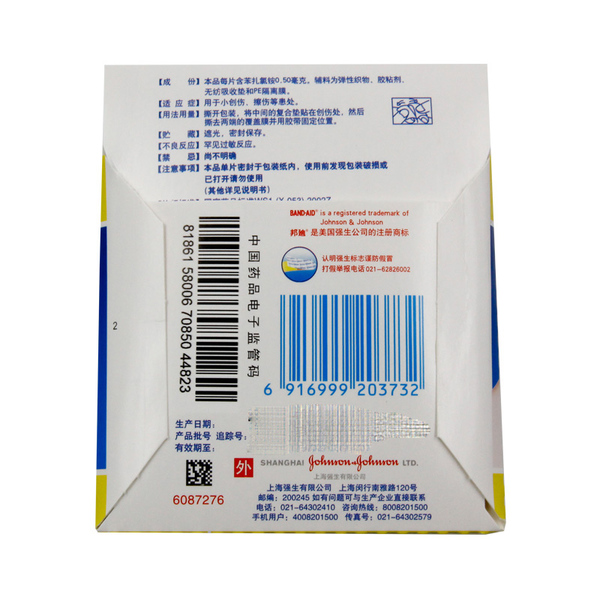 【成 份】本品每片含苯扎氯铵0.50毫克。辅料为弹性织物、胶粘剂、
无纺吸收垫和PE隔离膜。
【适 应 症】用于小创伤、擦伤等患处。
【用法用量】撕开包装,将中间的复合垫贴在创伤处,然后
撕去两端的覆盖膜并用胶带固定位置。
【贮 藏】遮光,密封保存。
【不良反应】罕见过敏反应。
【禁 忌】尚不明确
【注意事项】本品单片密封于包装纸内,使用前发现包装破损或
已打开请勿使用
(其他详见说明书)
BAND-AID® is a registered trademark of
Johnson & Johnson
邦迪® 是美国强生公司的注册商标
认明强生标志谨防假冒
打假举报电话021-62826002
中国药品电子监管码
81861 58006 70850 44823
2
6 916999 203732
生产日期:
产品批号 追踪号:
有效期至:
外
SHANGHAI Johnson & Johnson LTD.
上海强生有限公司
6087276
上海强生有限公司 上海闵行南雅路120号
邮编:200245 如有问题可与生产企业直接联系
电话:021-64302410 咨询热线:8008201500
手机用户:4008201500 传真号:021-64302579